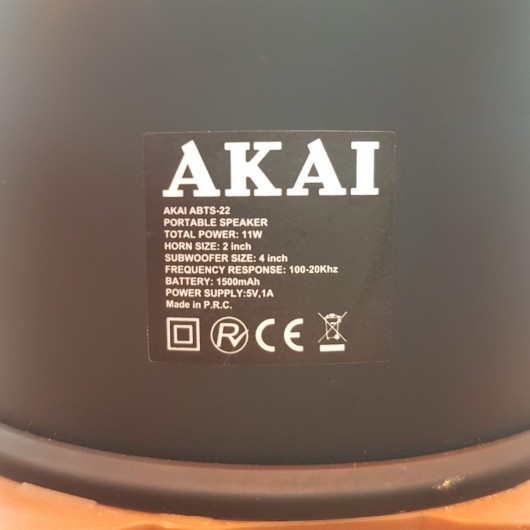 AKAI
AKAI ABTS-22
PORTABLE SPEAKER
TOTAL POWER: 11W
HORN SIZE: 2 inch
SUBWOOFER SIZE: 4 inch
FREQUENCY RESPONSE: 100-20Khz
BATTERY: 1500mAh
POWER SUPPLY:5V,1A
Made in P.R.C.
RV CE